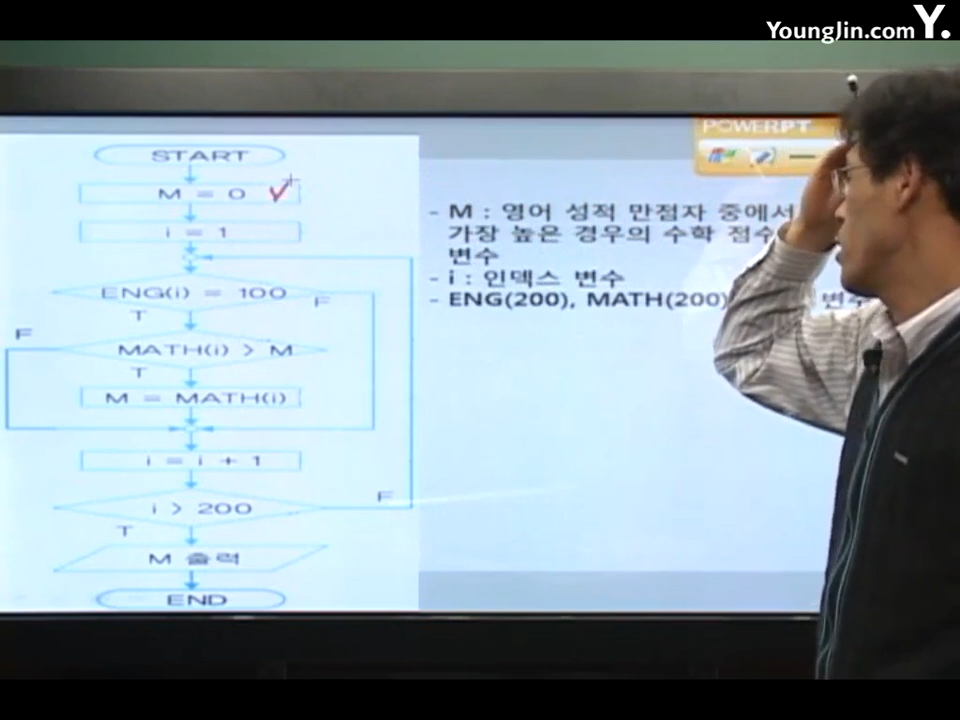 YoungJin.com Y.
POWERPT
START
M = 0
i = 1
ENG(i) = 100
F
T
F
MATH(i) > M
T
M = MATH(i)
i = i + 1
i > 200
F
T
M 출력
END
- M : 영어 성적 만점자 중에서
가장 높은 경우의 수학 점수
변수
- i : 인덱스 변수
- ENG(200), MATH(200) 변수